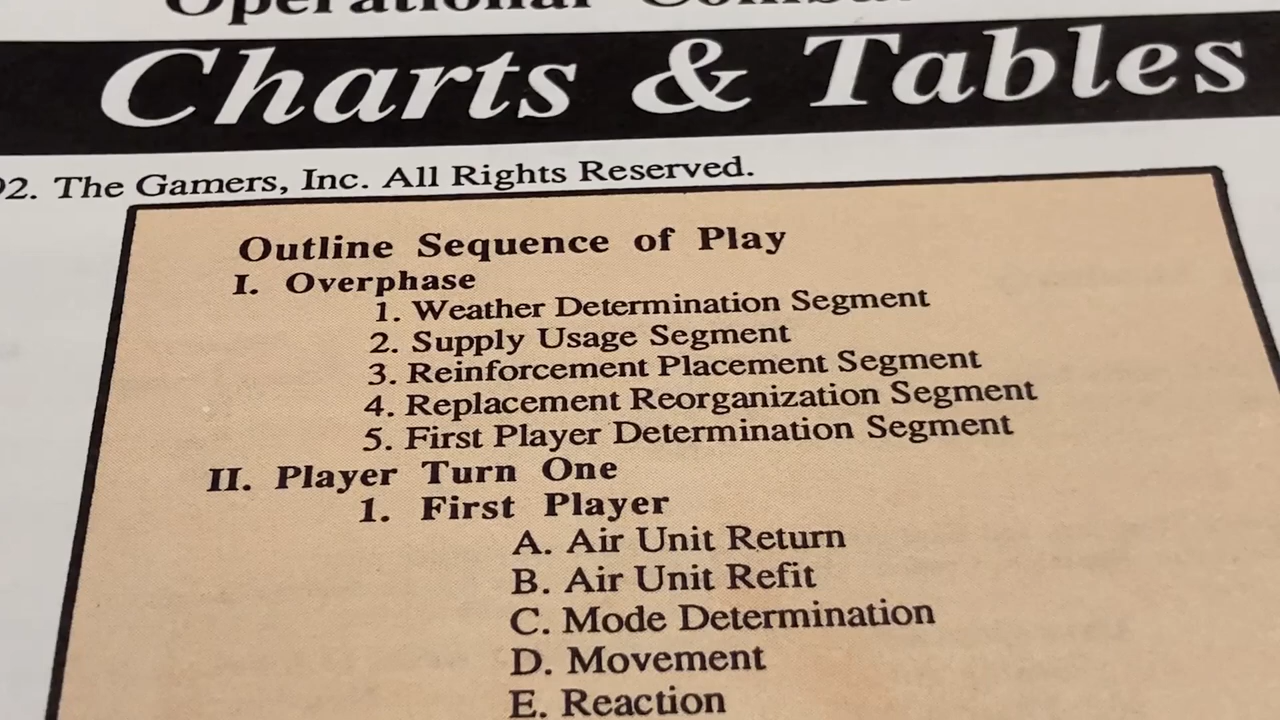 Operational
Charts & Tables
2. The Gamers, Inc. All Rights Reserved.
Outline Sequence of Play
I. Overphase
1. Weather Determination Segment
2. Supply Usage Segment
3. Reinforcement Placement Segment
4. Replacement Reorganization Segment
5. First Player Determination Segment
II. Player Turn One
1. First Player
A. Air Unit Return
B. Air Unit Refit
C. Mode Determination
D. Movement
E. Reaction